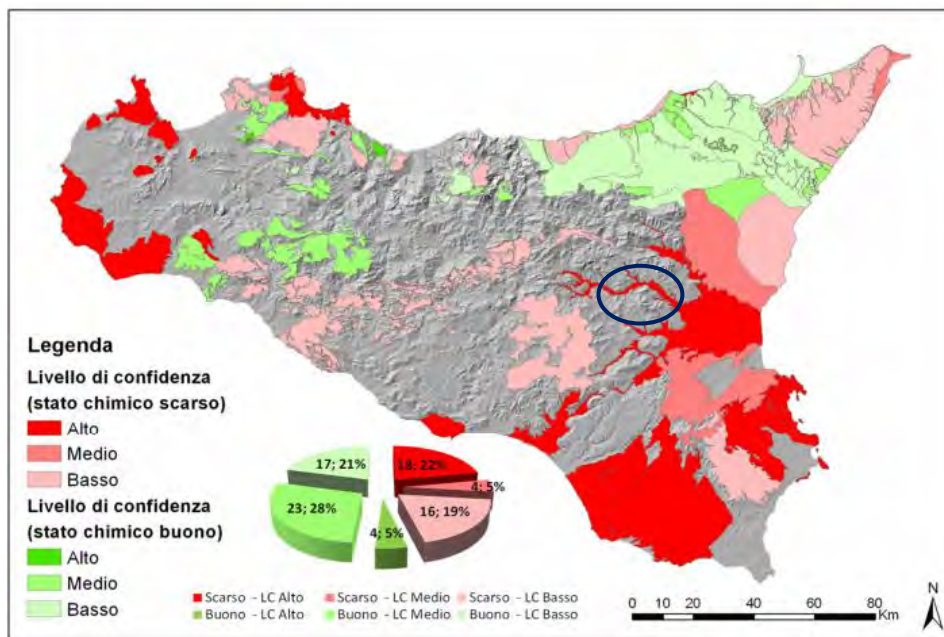 Legenda
Livello di confidenza
(stato chimico scarso)
Alto
Medio
Basso
Livello di confidenza
(stato chimico buono)
Alto
Medio
Basso
17; 21%
18; 22%
4; 5%
16; 19%
4; 5%
23; 28%
Scarso - LC Alto
Scarso - LC Medio
Scarso - LC Basso
Buono - LC Alto
Buono - LC Medio
Buono - LC Basso
0 20 40 60 80
Km
N